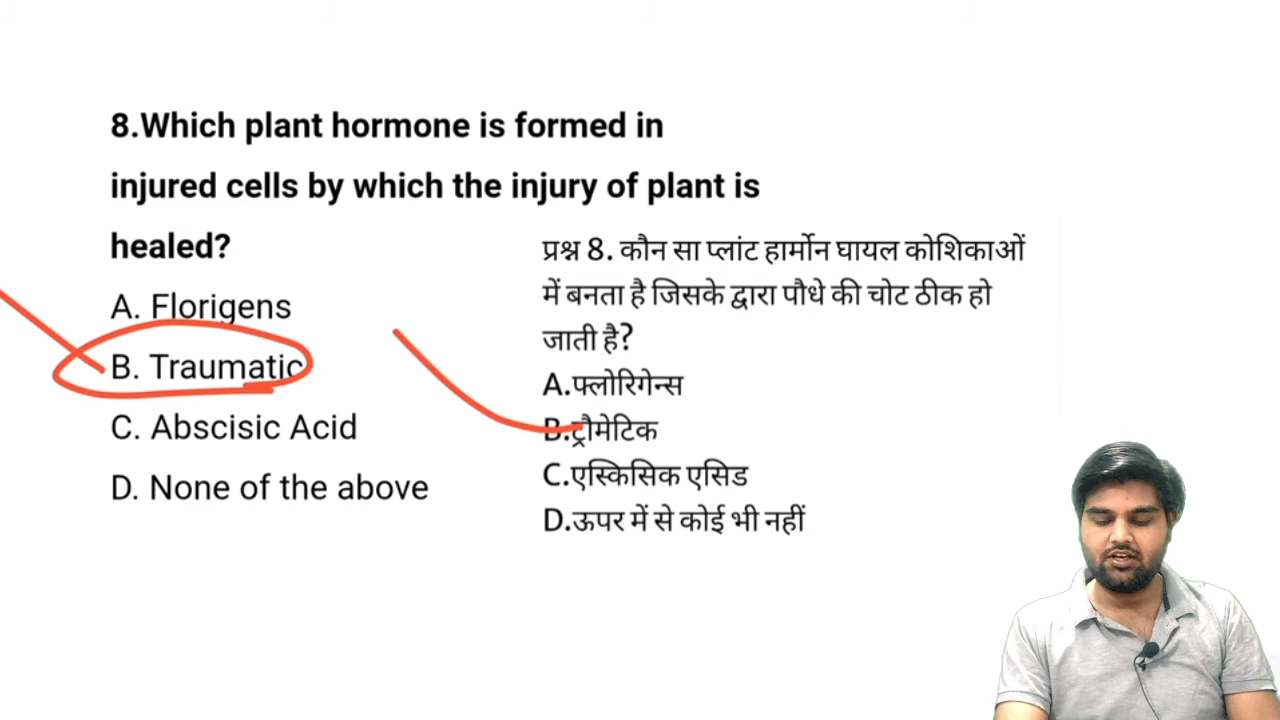 8.Which plant hormone is formed in
injured cells by which the injury of plant is
healed?
A. Florigens
B. Traumatic
C. Abscisic Acid
D. None of the above
प्रश्न 8. कौन सा प्लांट हार्मोन घायल कोशिकाओं
में बनता है जिसके द्वारा पौधे की चोट ठीक हो
जाती है?
A.फ्लोरिगेन्स
B.ट्रौमेटिक
C.एस्किसिक एसिड
D.ऊपर में से कोई भी नहीं